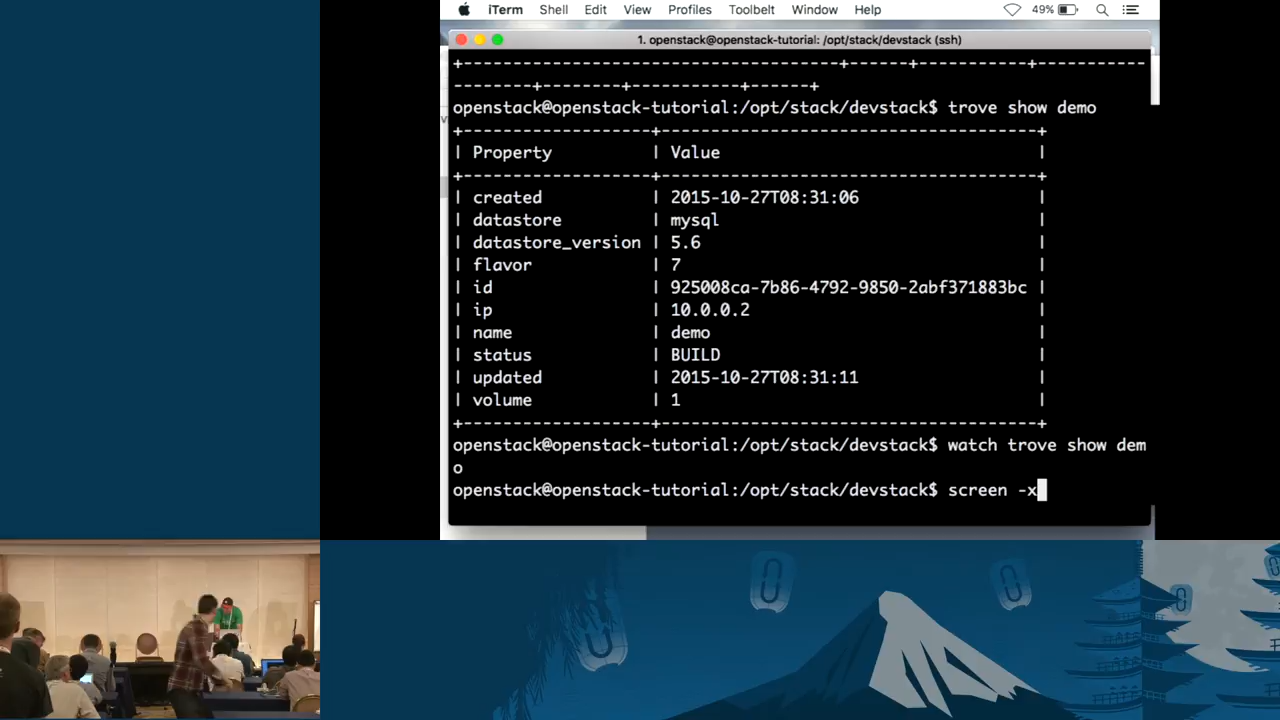 iTerm Shell Edit View Profiles Toolbelt Window Help 49%
1. openstack@openstack-tutorial: /opt/stack/devstack (ssh)
+--------------------------------------+------+-----------+-----------
--------+--------+-----------+------+
openstack@openstack-tutorial:/opt/stack/devstack$ trove show demo
+-------------------+--------------------------------------+
| Property | Value |
+-------------------+--------------------------------------+
| created | 2015-10-27T08:31:06 |
| datastore | mysql |
| datastore_version | 5.6 |
| flavor | 7 |
| id | 925008ca-7b86-4792-9850-2abf371883bc |
| ip | 10.0.0.2 |
| name | demo |
| status | BUILD |
| updated | 2015-10-27T08:31:11 |
| volume | 1 |
+-------------------+--------------------------------------+
openstack@openstack-tutorial:/opt/stack/devstack$ watch trove show dem
o
openstack@openstack-tutorial:/opt/stack/devstack$ screen -x